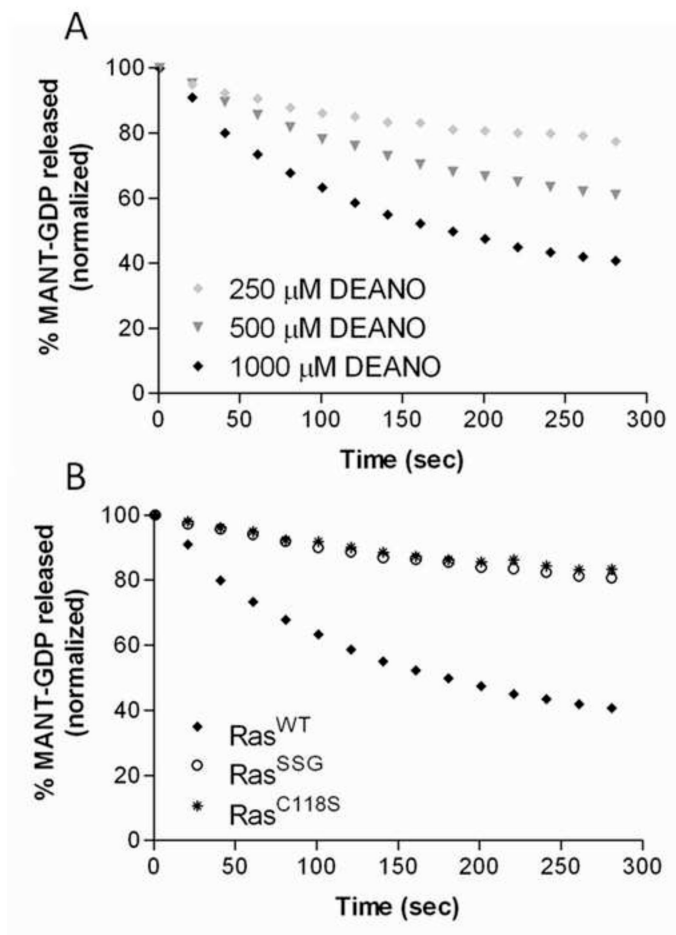 A
% MANT-GDP released
(normalized)
100
80
60
40
20
0
250 μM DEANO
500 μM DEANO
1000 μM DEANO
0 50 100 150 200 250 300
Time (sec)
B
% MANT-GDP released
(normalized)
100
80
60
40
20
0
Ras^WT
Ras^SSG
Ras^C118S
0 50 100 150 200 250 300
Time (sec)